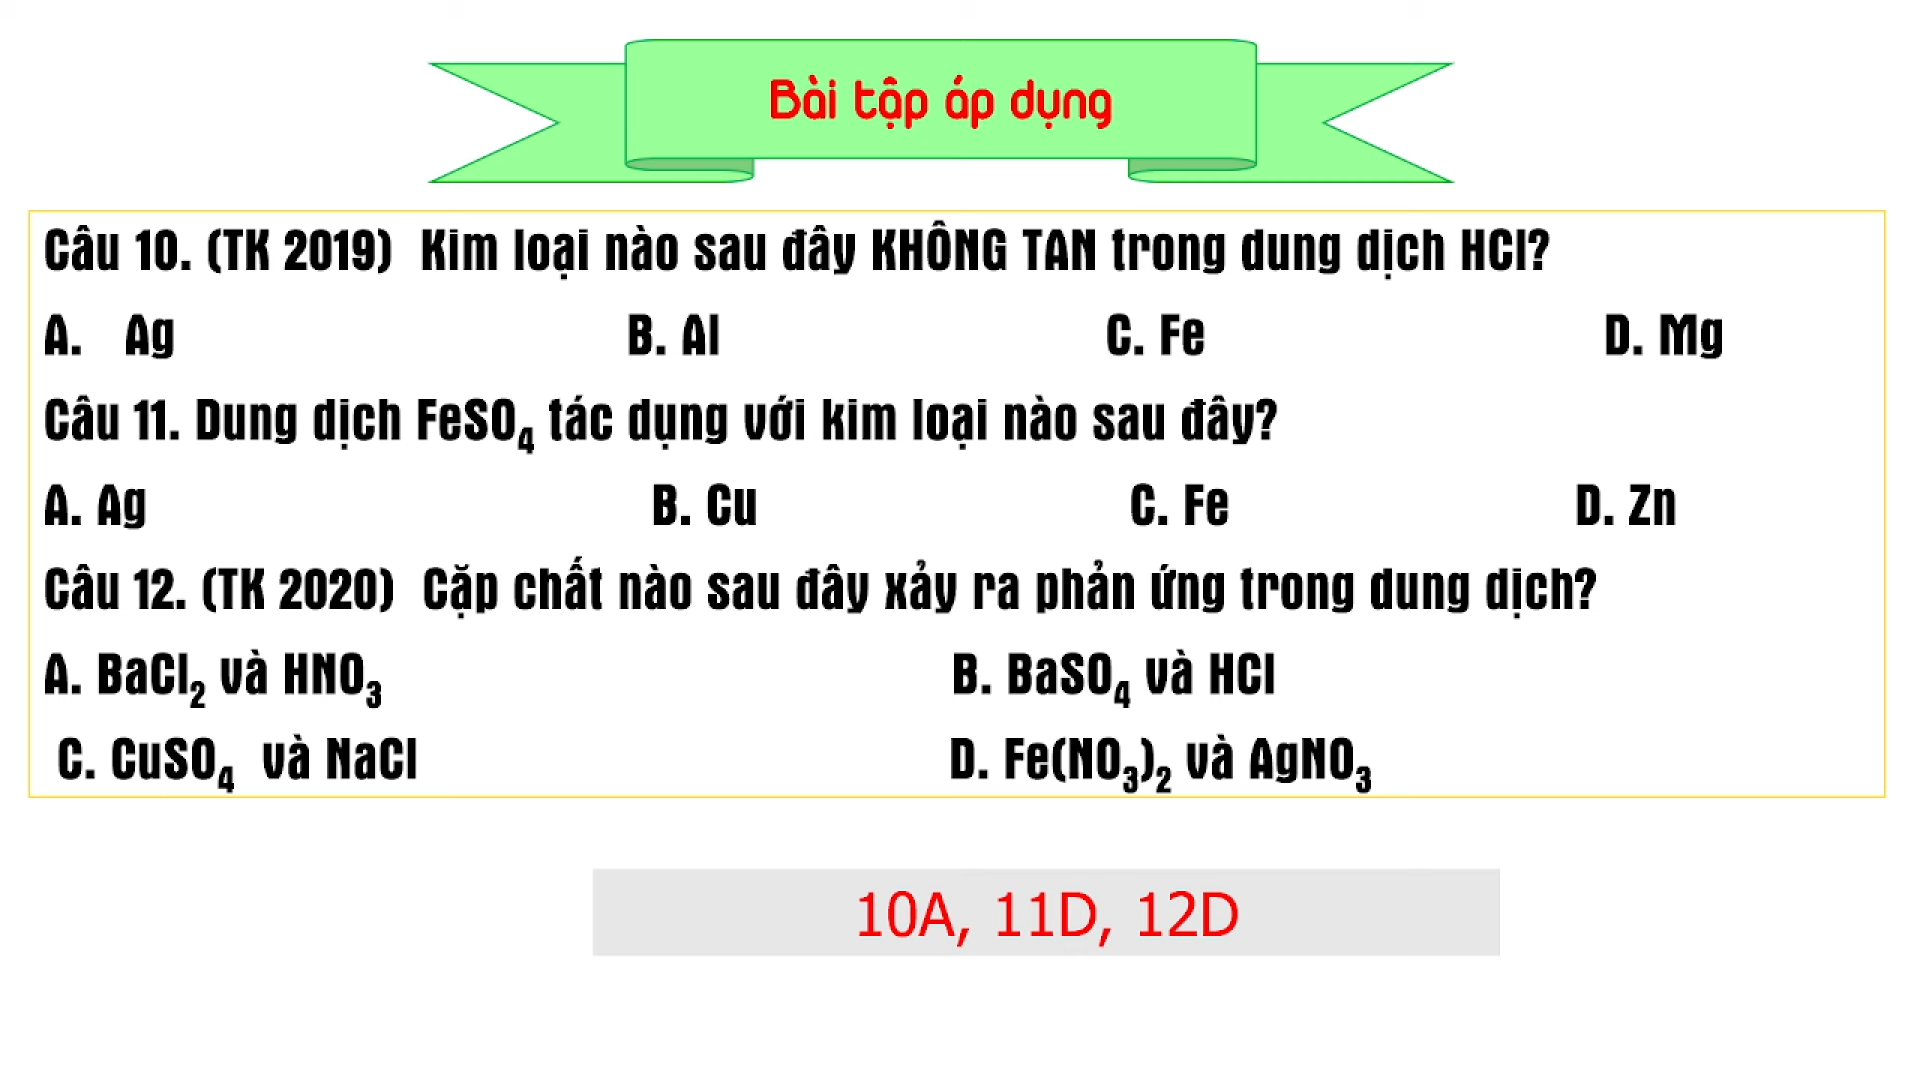 Bài tập áp dụng
Câu 10. (TK 2019) Kim loại nào sau đây KHÔNG TAN trong dung dịch HCl?
A. Ag B. Al C. Fe D. Mg
Câu 11. Dung dịch FeSO₄ tác dụng với kim loại nào sau đây?
A. Ag B. Cu C. Fe D. Zn
Câu 12. (TK 2020) Cặp chất nào sau đây xảy ra phản ứng trong dung dịch?
A. BaCl₂ và HNO₃ B. BaSO₄ và HCl
C. CuSO₄ và NaCl D. Fe(NO₃)₂ và AgNO₃
10A, 11D, 12D